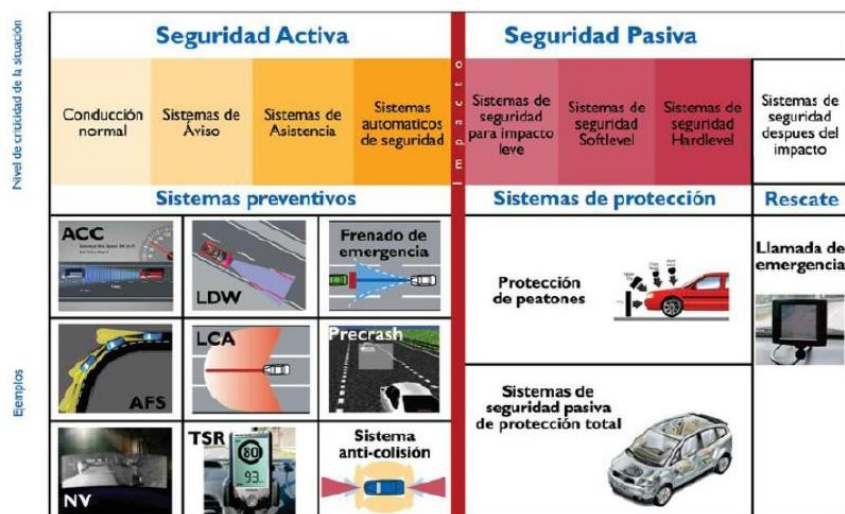 Nivel de criticidad de la situación
Seguridad Activa
Seguridad Pasiva
Conducción
normal
Sistemas de
Aviso
Sistemas de
Asistencia
Sistemas
automaticos
de seguridad
Impacto
Sistemas de
seguridad
para impacto
leve
Sistemas de
seguridad
Softlevel
Sistemas de
seguridad
Hardlevel
Sistemas de
seguridad
despues del
impacto
Sistemas preventivos
Sistemas de protección
Rescate
Ejemplos
ACC
LDW
Frenado de
emergencia
AFS
LCA
Precrash
NV
TSR
80
93
Sistema
anti-colisión
Protección
de peatones
Sistemas de
seguridad pasiva
de protección total
Llamada de
emergencia